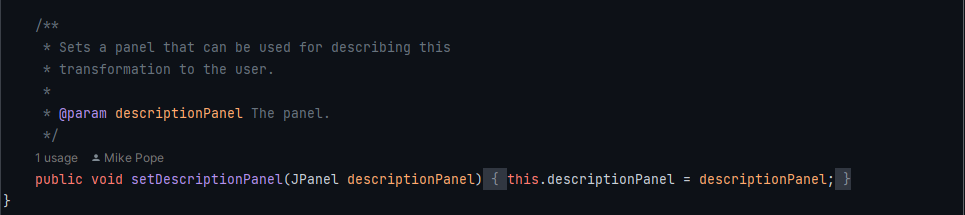 /**
* Sets a panel that can be used for describing this
* transformation to the user.
*
* @param descriptionPanel The panel.
*/
1 usage Mike Pope
public void setDescriptionPanel(JPanel descriptionPanel) { this.descriptionPanel = descriptionPanel; }
}